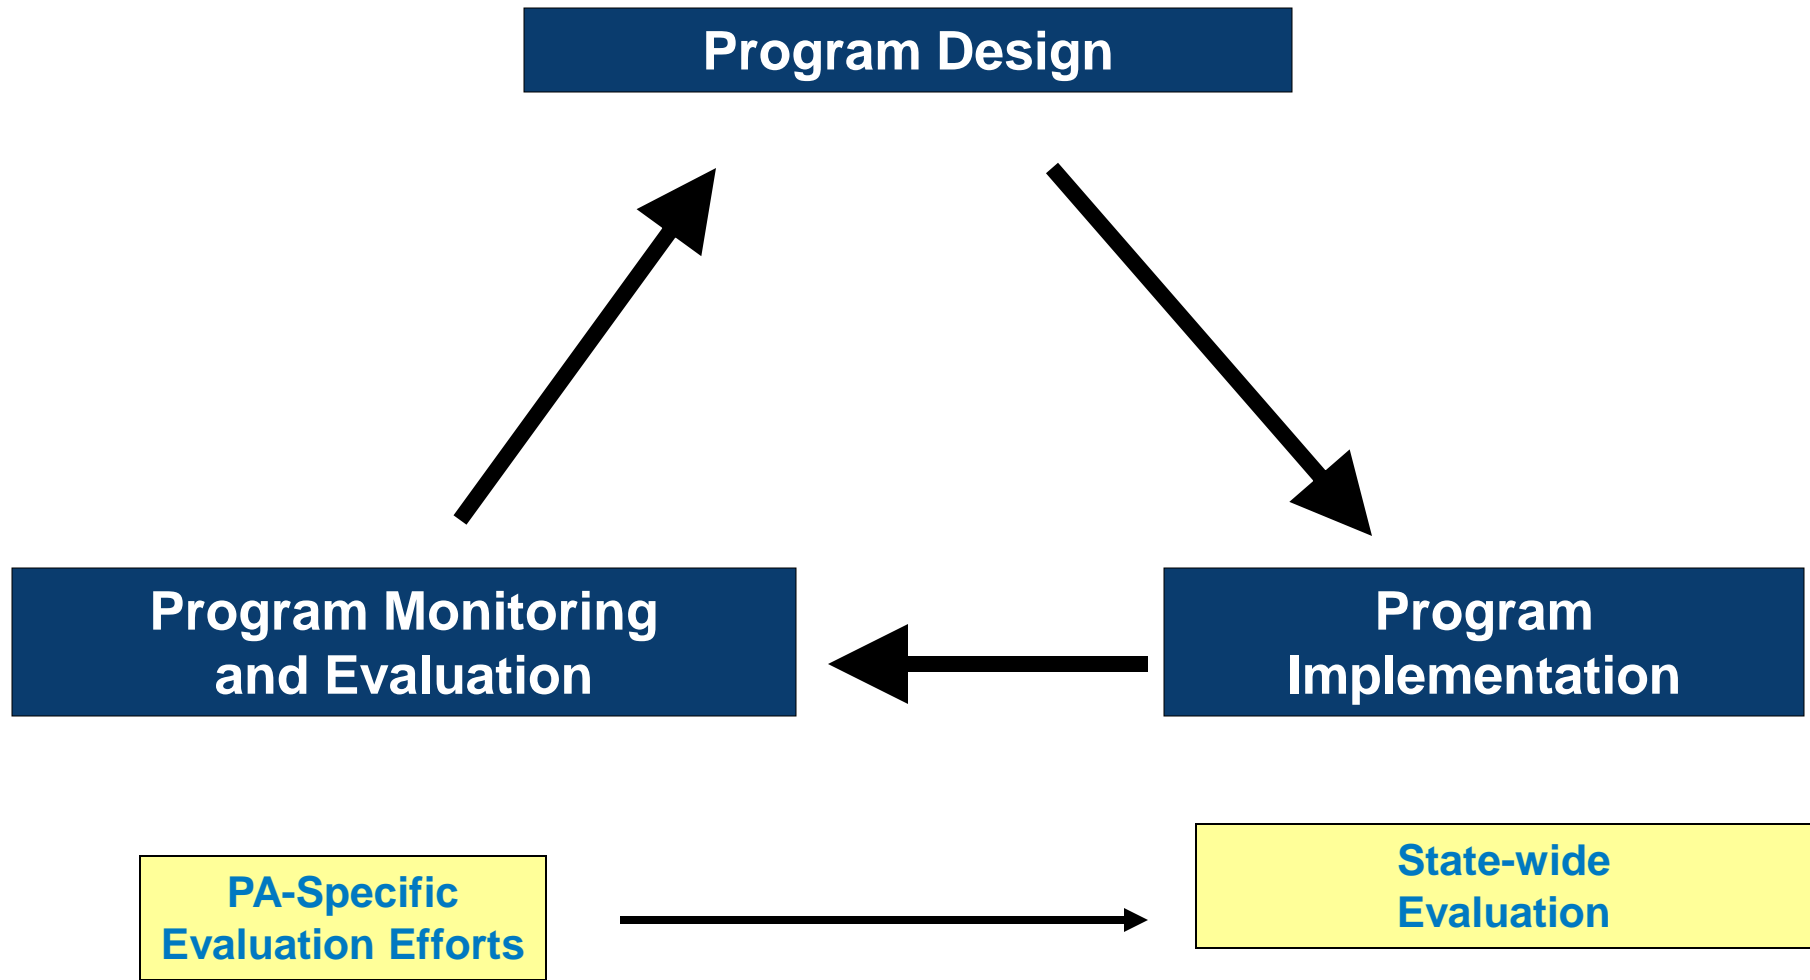 Program Design
Program Monitoring
and Evaluation
Program
Implementation
PA-Specific
Evaluation Efforts
State-wide
Evaluation